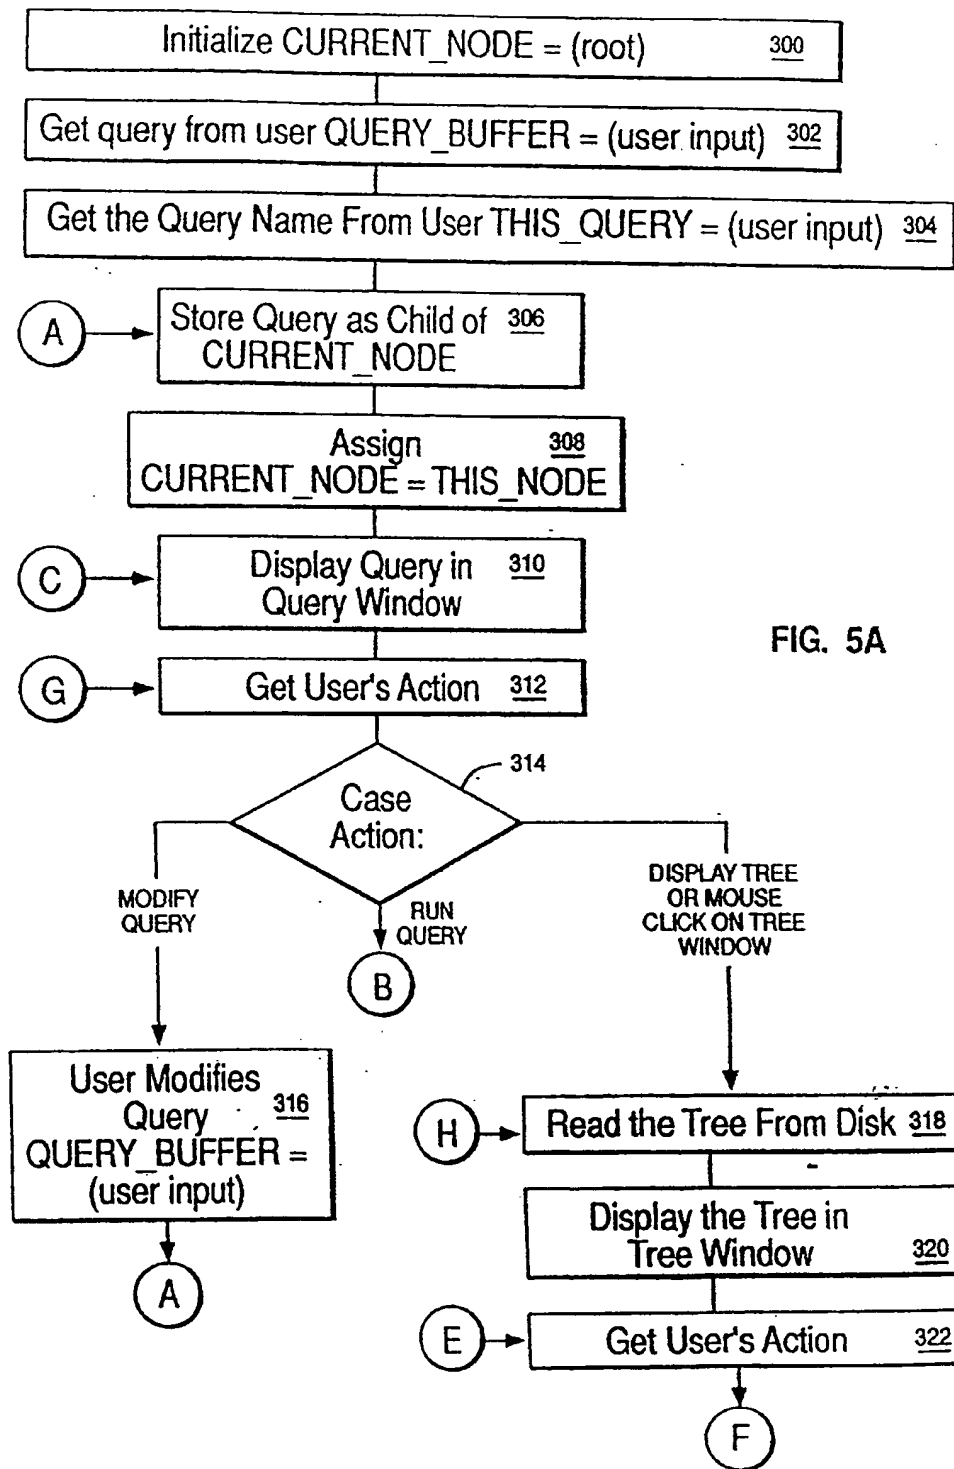 Initialize CURRENT_NODE = (root) 300
Get query from user QUERY_BUFFER = (user input) 302
Get the Query Name From User THIS_QUERY = (user input) 304
A
Store Query as Child of 306
CURRENT_NODE
Assign 308
CURRENT_NODE = THIS_NODE
C
Display Query in 310
Query Window
FIG. 5A
G
Get User's Action 312
314
Case
Action:
MODIFY
QUERY
RUN
QUERY
DISPLAY TREE
OR MOUSE
CLICK ON TREE
WINDOW
B
User Modifies
Query 316
QUERY_BUFFER =
(user input)
A
H
Read the Tree From Disk 318
Display the Tree in
Tree Window 320
E
Get User's Action 322
F